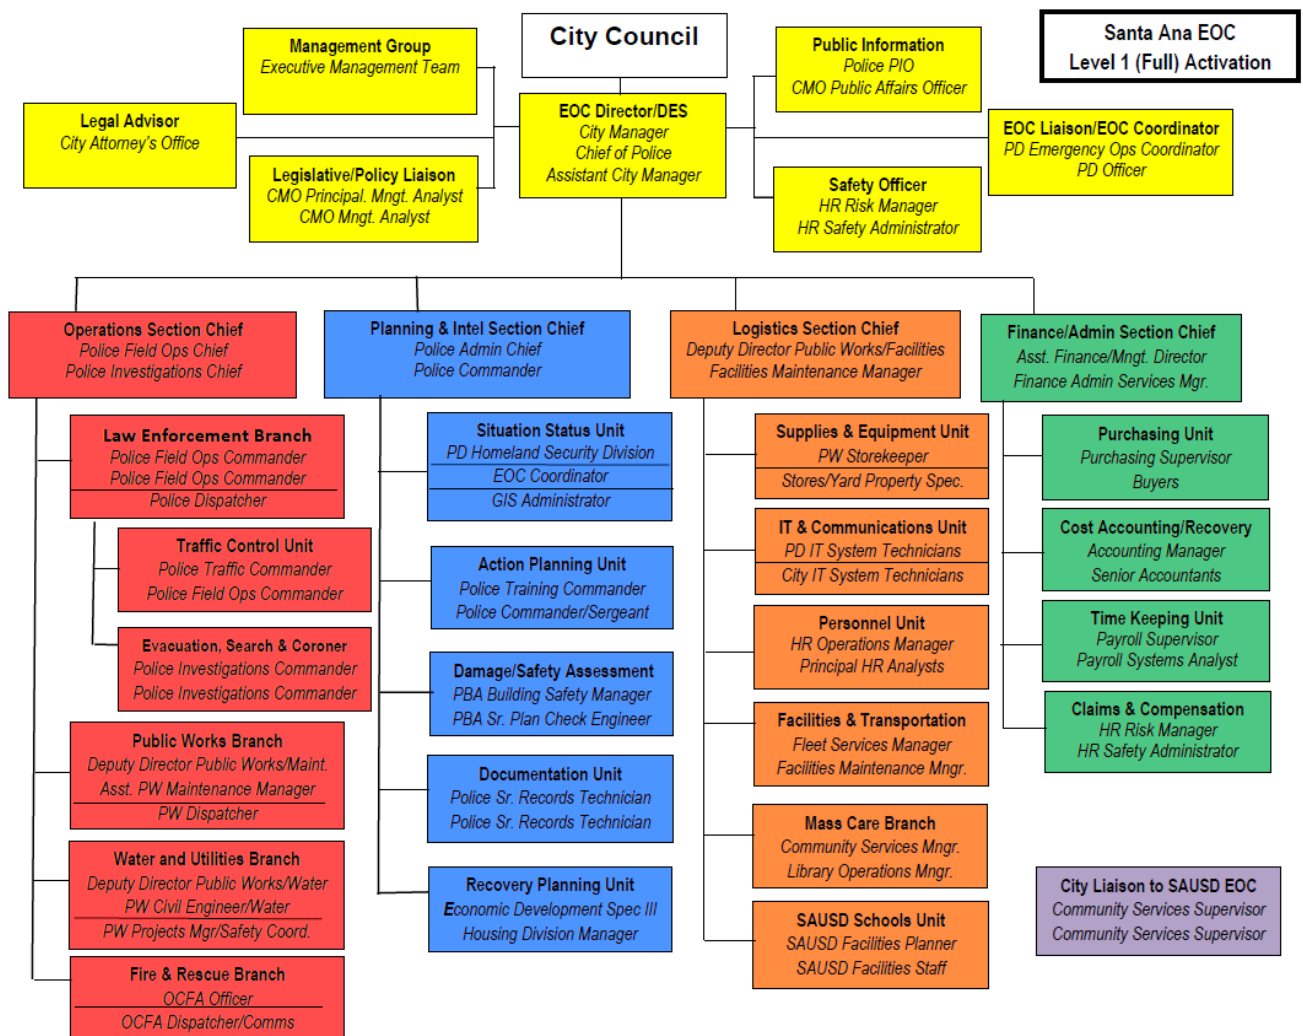 City Council
Santa Ana EOC
Level 1 (Full) Activation
Management Group
Executive Management Team
Public Information
Police PIO
CMO Public Affairs Officer
Legal Advisor
City Attorney's Office
EOC Director/DES
City Manager
Chief of Police
Assistant City Manager
EOC Liaison/EOC Coordinator
PD Emergency Ops Coordinator
PD Officer
Legislative/Policy Liaison
CMO Principal. Mngt. Analyst
CMO Mngt. Analyst
Safety Officer
HR Risk Manager
HR Safety Administrator
Operations Section Chief
Police Field Ops Chief
Police Investigations Chief
Law Enforcement Branch
Police Field Ops Commander
Police Field Ops Commander
Police Dispatcher
Traffic Control Unit
Police Traffic Commander
Police Field Ops Commander
Evacuation, Search & Coroner
Police Investigations Commander
Police Investigations Commander
Public Works Branch
Deputy Director Public Works/Maint.
Asst. PW Maintenance Manager
PW Dispatcher
Water and Utilities Branch
Deputy Director Public Works/Water
PW Civil Engineer/Water
PW Projects Mgr/Safety Coord.
Fire & Rescue Branch
OCFA Officer
OCFA Dispatcher/Comms
Planning & Intel Section Chief
Police Admin Chief
Police Commander
Situation Status Unit
PD Homeland Security Division
EOC Coordinator
GIS Administrator
Action Planning Unit
Police Training Commander
Police Commander/Sergeant
Damage/Safety Assessment
PBA Building Safety Manager
PBA Sr. Plan Check Engineer
Documentation Unit
Police Sr. Records Technician
Police Sr. Records Technician
Recovery Planning Unit
Economic Development Spec III
Housing Division Manager
Logistics Section Chief
Deputy Director Public Works/Facilities
Facilities Maintenance Manager
Supplies & Equipment Unit
PW Storekeeper
Stores/Yard Property Spec.
IT & Communications Unit
PD IT System Technicians
City IT System Technicians
Personnel Unit
HR Operations Manager
Principal HR Analysts
Facilities & Transportation
Fleet Services Manager
Facilities Maintenance Mngr.
Mass Care Branch
Community Services Mngr.
Library Operations Mngr.
SAUSD Schools Unit
SAUSD Facilities Planner
SAUSD Facilities Staff
Finance/Admin Section Chief
Asst. Finance/Mngt. Director
Finance Admin Services Mgr.
Purchasing Unit
Purchasing Supervisor
Buyers
Cost Accounting/Recovery
Accounting Manager
Senior Accountants
Time Keeping Unit
Payroll Supervisor
Payroll Systems Analyst
Claims & Compensation
HR Risk Manager
HR Safety Administrator
City Liaison to SAUSD EOC
Community Services Supervisor
Community Services Supervisor